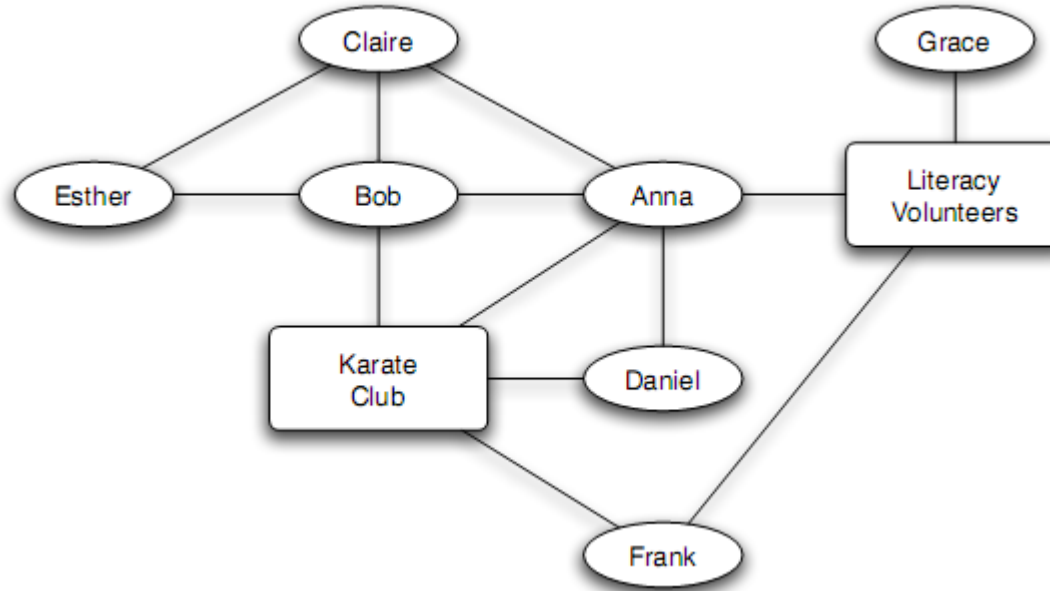 Claire
Grace
Esther
Bob
Anna
Literacy
Volunteers
Karate
Club
Daniel
Frank